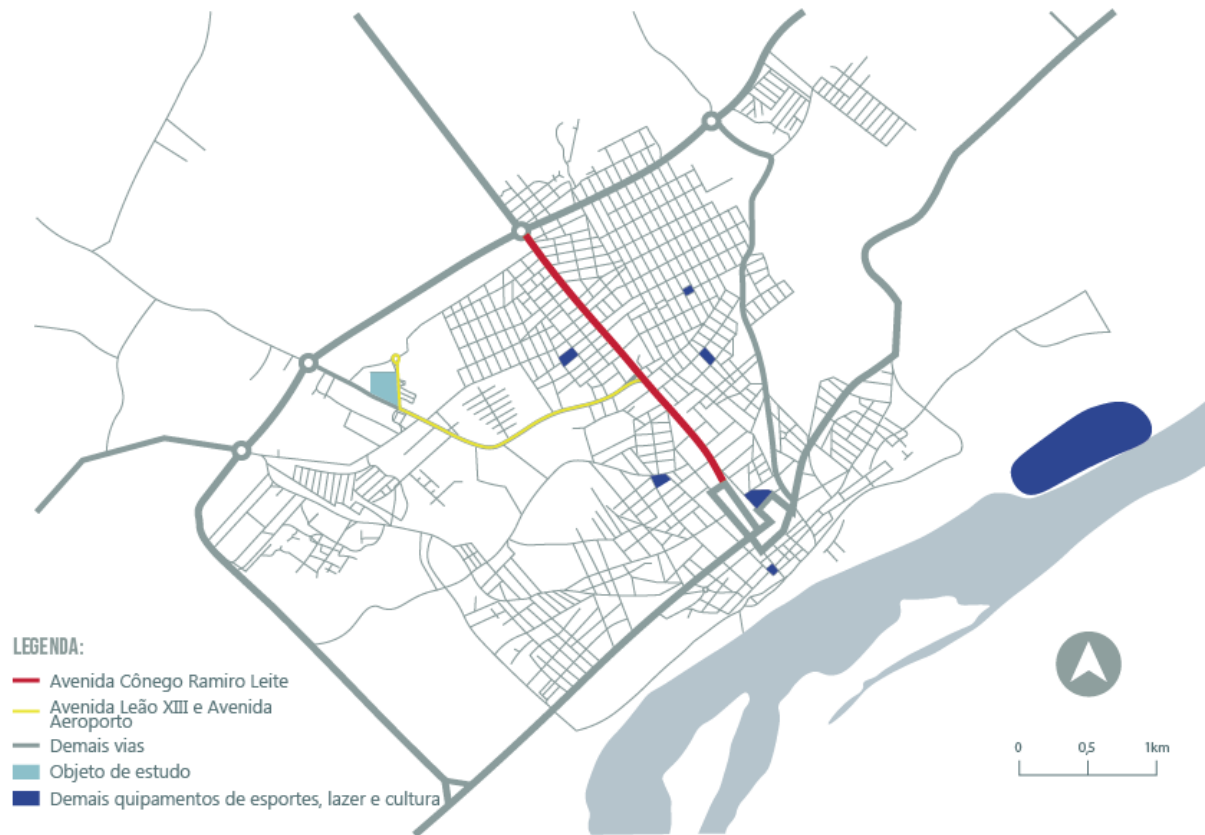 LEGENDA:
Avenida Cônego Ramiro Leite
Avenida Leão XIII e Avenida
Aeroporto
Demais vias
Objeto de estudo
Demais quipamentos de esportes, lazer e cultura
0 0,5 1km